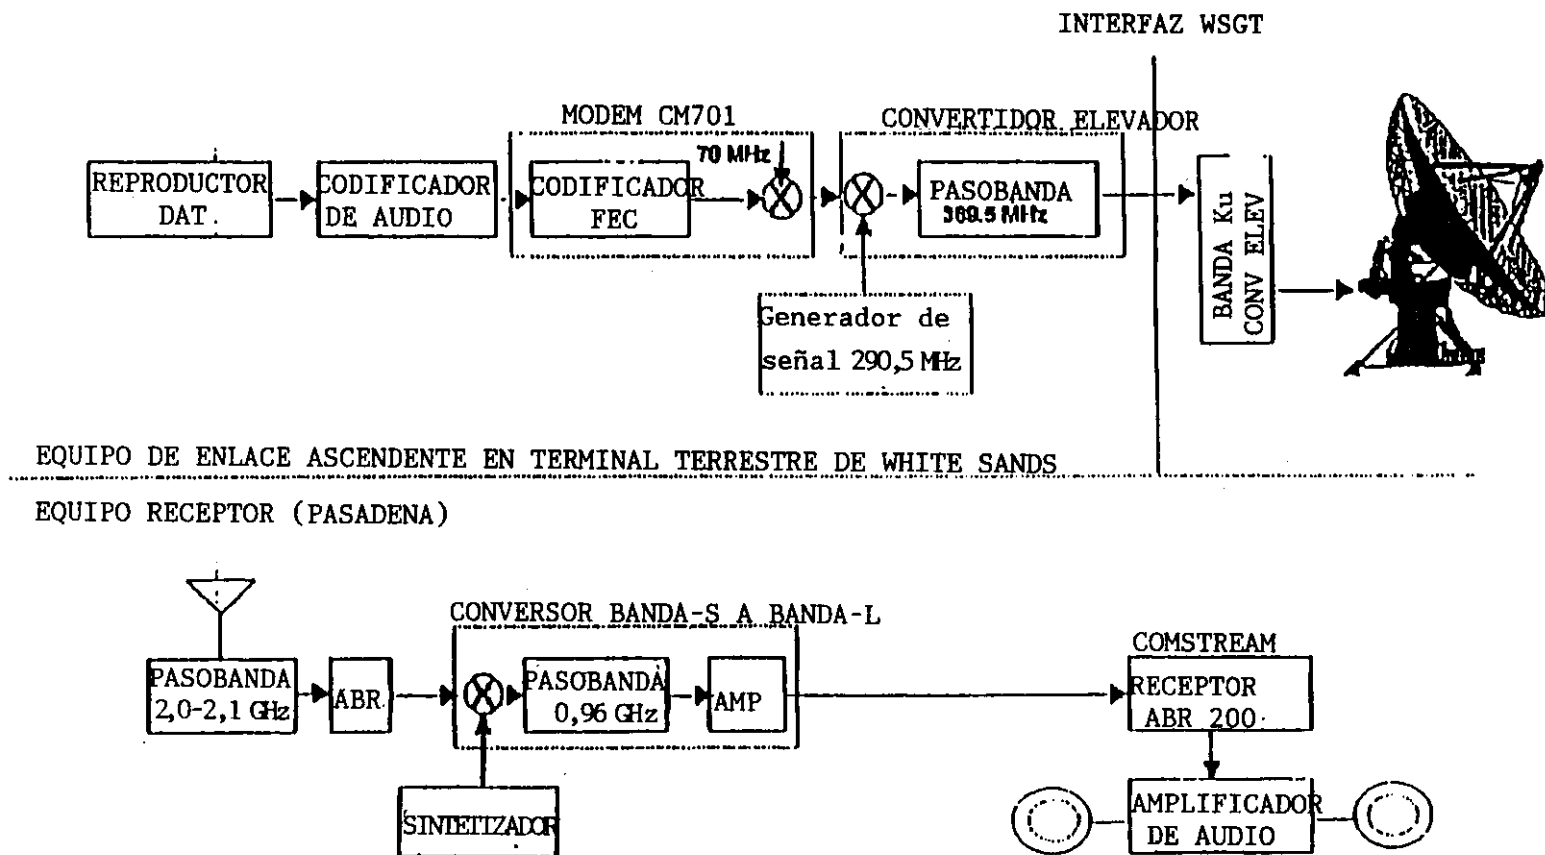 INTERFAZ WSGT
MODEM CM701
CONVERTIDOR ELEVADOR
70 MHz
REPRODUCTOR
DAT.
CODIFICADOR
DE AUDIO
CODIFICADOR
FEC
PASOBANDA
369.5 MHz
BANDA Ku
CONV ELEV
Generador de
señal 290,5 MHz
EQUIPO DE ENLACE ASCENDENTE EN TERMINAL TERRESTRE DE WHITE SANDS
EQUIPO RECEPTOR (PASADENA)
CONVERSOR BANDA-S A BANDA-L
COMSTREAM
PASOBANDA
2,0-2,1 GHz
ABR
PASOBANDA
0,96 GHz
AMP
RECEPTOR
ABR 200
SINTETIZADOR
AMPLIFICADOR
DE AUDIO